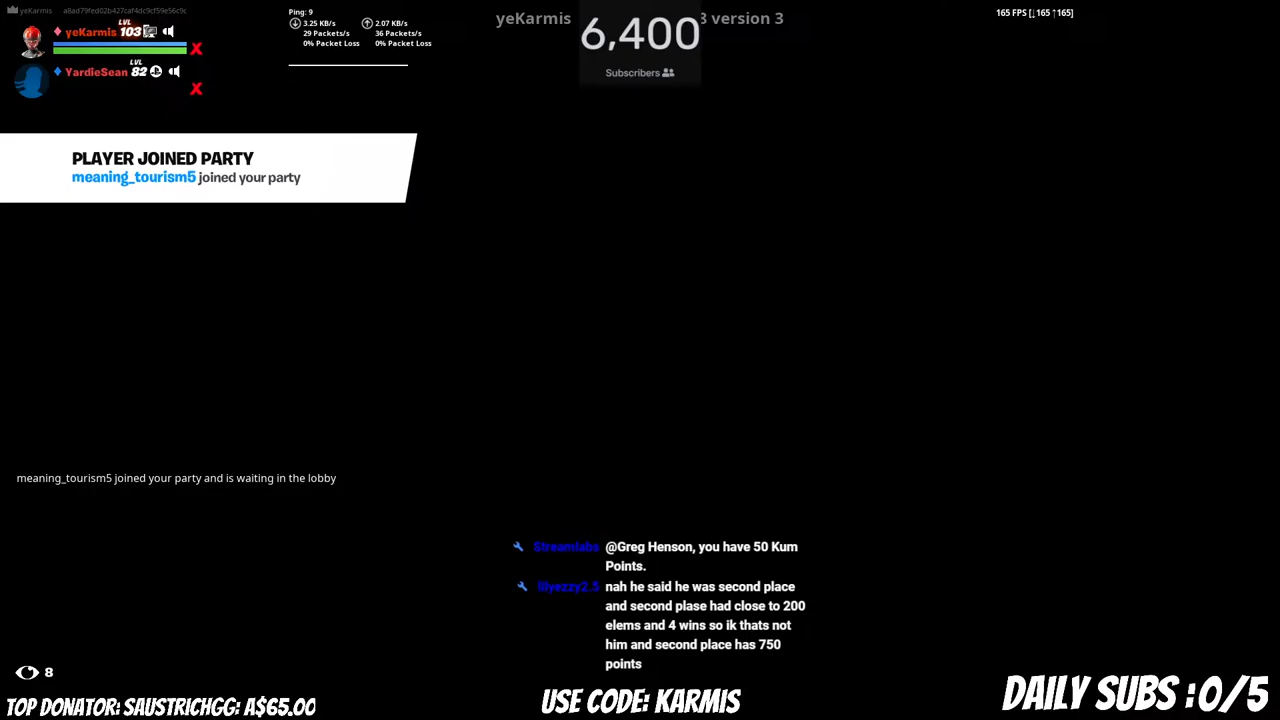 yeKarmis
yeKarmis LVL 103
YardieSean LVL 82
X
X
Ping: 9
3.25 KB/s 2.07 KB/s
29 Packets/s 36 Packets/s
0% Packet Loss 0% Packet Loss
yeKarmis 3 version 3
6,400
Subscribers
165 FPS [↓165 ↑165]
PLAYER JOINED PARTY
meaning_tourism5 joined your party
meaning_tourism5 joined your party and is waiting in the lobby
Streamlabs @Greg Henson, you have 50 Kum
Points.
nah he said he was second place
and second plase had close to 200
elems and 4 wins so ik thats not
him and second place has 750
points
8
TOP DONATOR: SAUSTRICHGG: A$65.00
USE CODE: KARMIS
DAILY SUBS :0/5